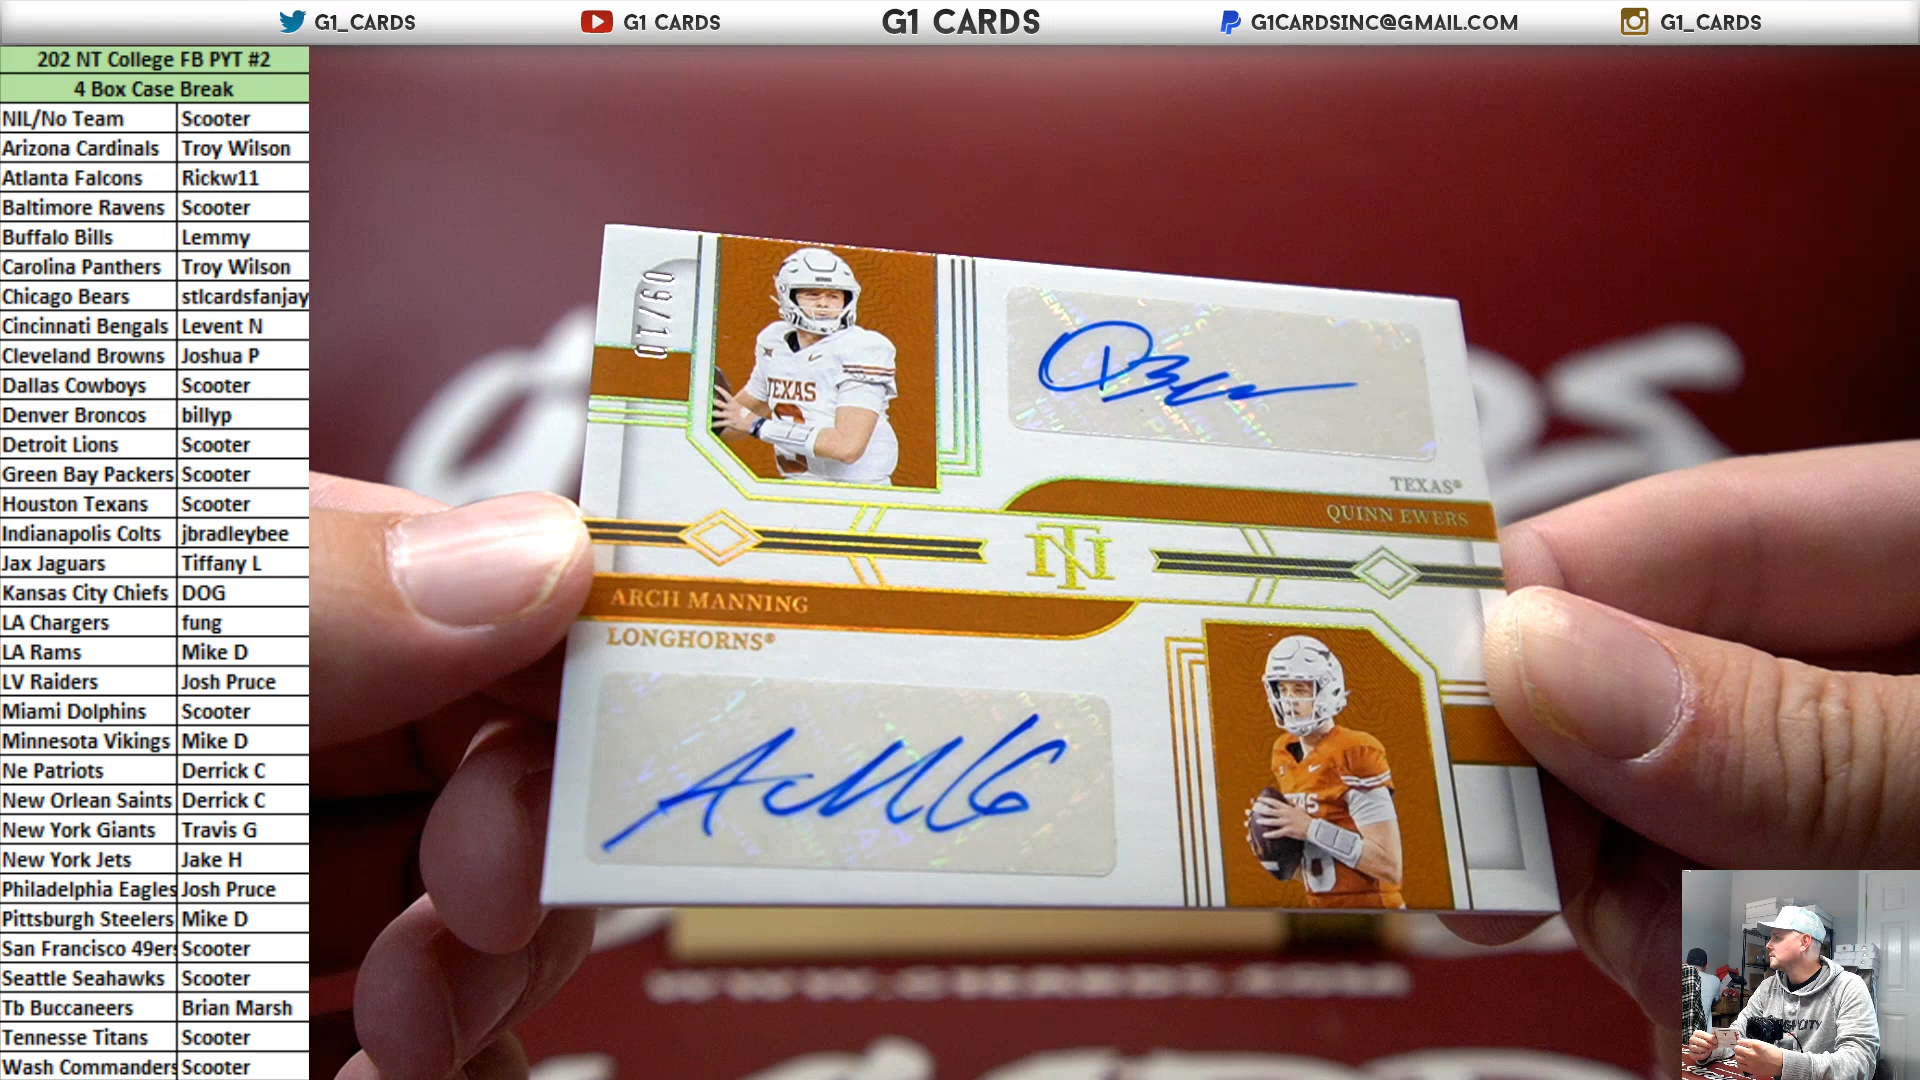 G1_CARDS
G1 CARDS
G1 CARDS
G1CARDSINC@GMAIL.COM
G1_CARDS
202 NT College FB PYT #2
4 Box Case Break
NIL/No Team Scooter
Arizona Cardinals Troy Wilson
Atlanta Falcons Rickw11
Baltimore Ravens Scooter
Buffalo Bills Lemmy
Carolina Panthers Troy Wilson
Chicago Bears stlcardsfanjay
Cincinnati Bengals Levent N
Cleveland Browns Joshua P
Dallas Cowboys Scooter
Denver Broncos billyp
Detroit Lions Scooter
Green Bay Packers Scooter
Houston Texans Scooter
Indianapolis Colts jbradleybee
Jax Jaguars Tiffany L
Kansas City Chiefs DOG
LA Chargers fung
LA Rams Mike D
LV Raiders Josh Pruce
Miami Dolphins Scooter
Minnesota Vikings Mike D
Ne Patriots Derrick C
New Orlean Saints Derrick C
New York Giants Travis G
New York Jets Jake H
Philadelphia Eagles Josh Pruce
Pittsburgh Steelers Mike D
San Francisco 49ers Scooter
Seattle Seahawks Scooter
Tb Buccaneers Brian Marsh
Tennesse Titans Scooter
Wash Commanders Scooter
09/10
TEXAS
TEXAS®
QUINN EWERS
NT
ARCH MANNING
LONGHORNS®